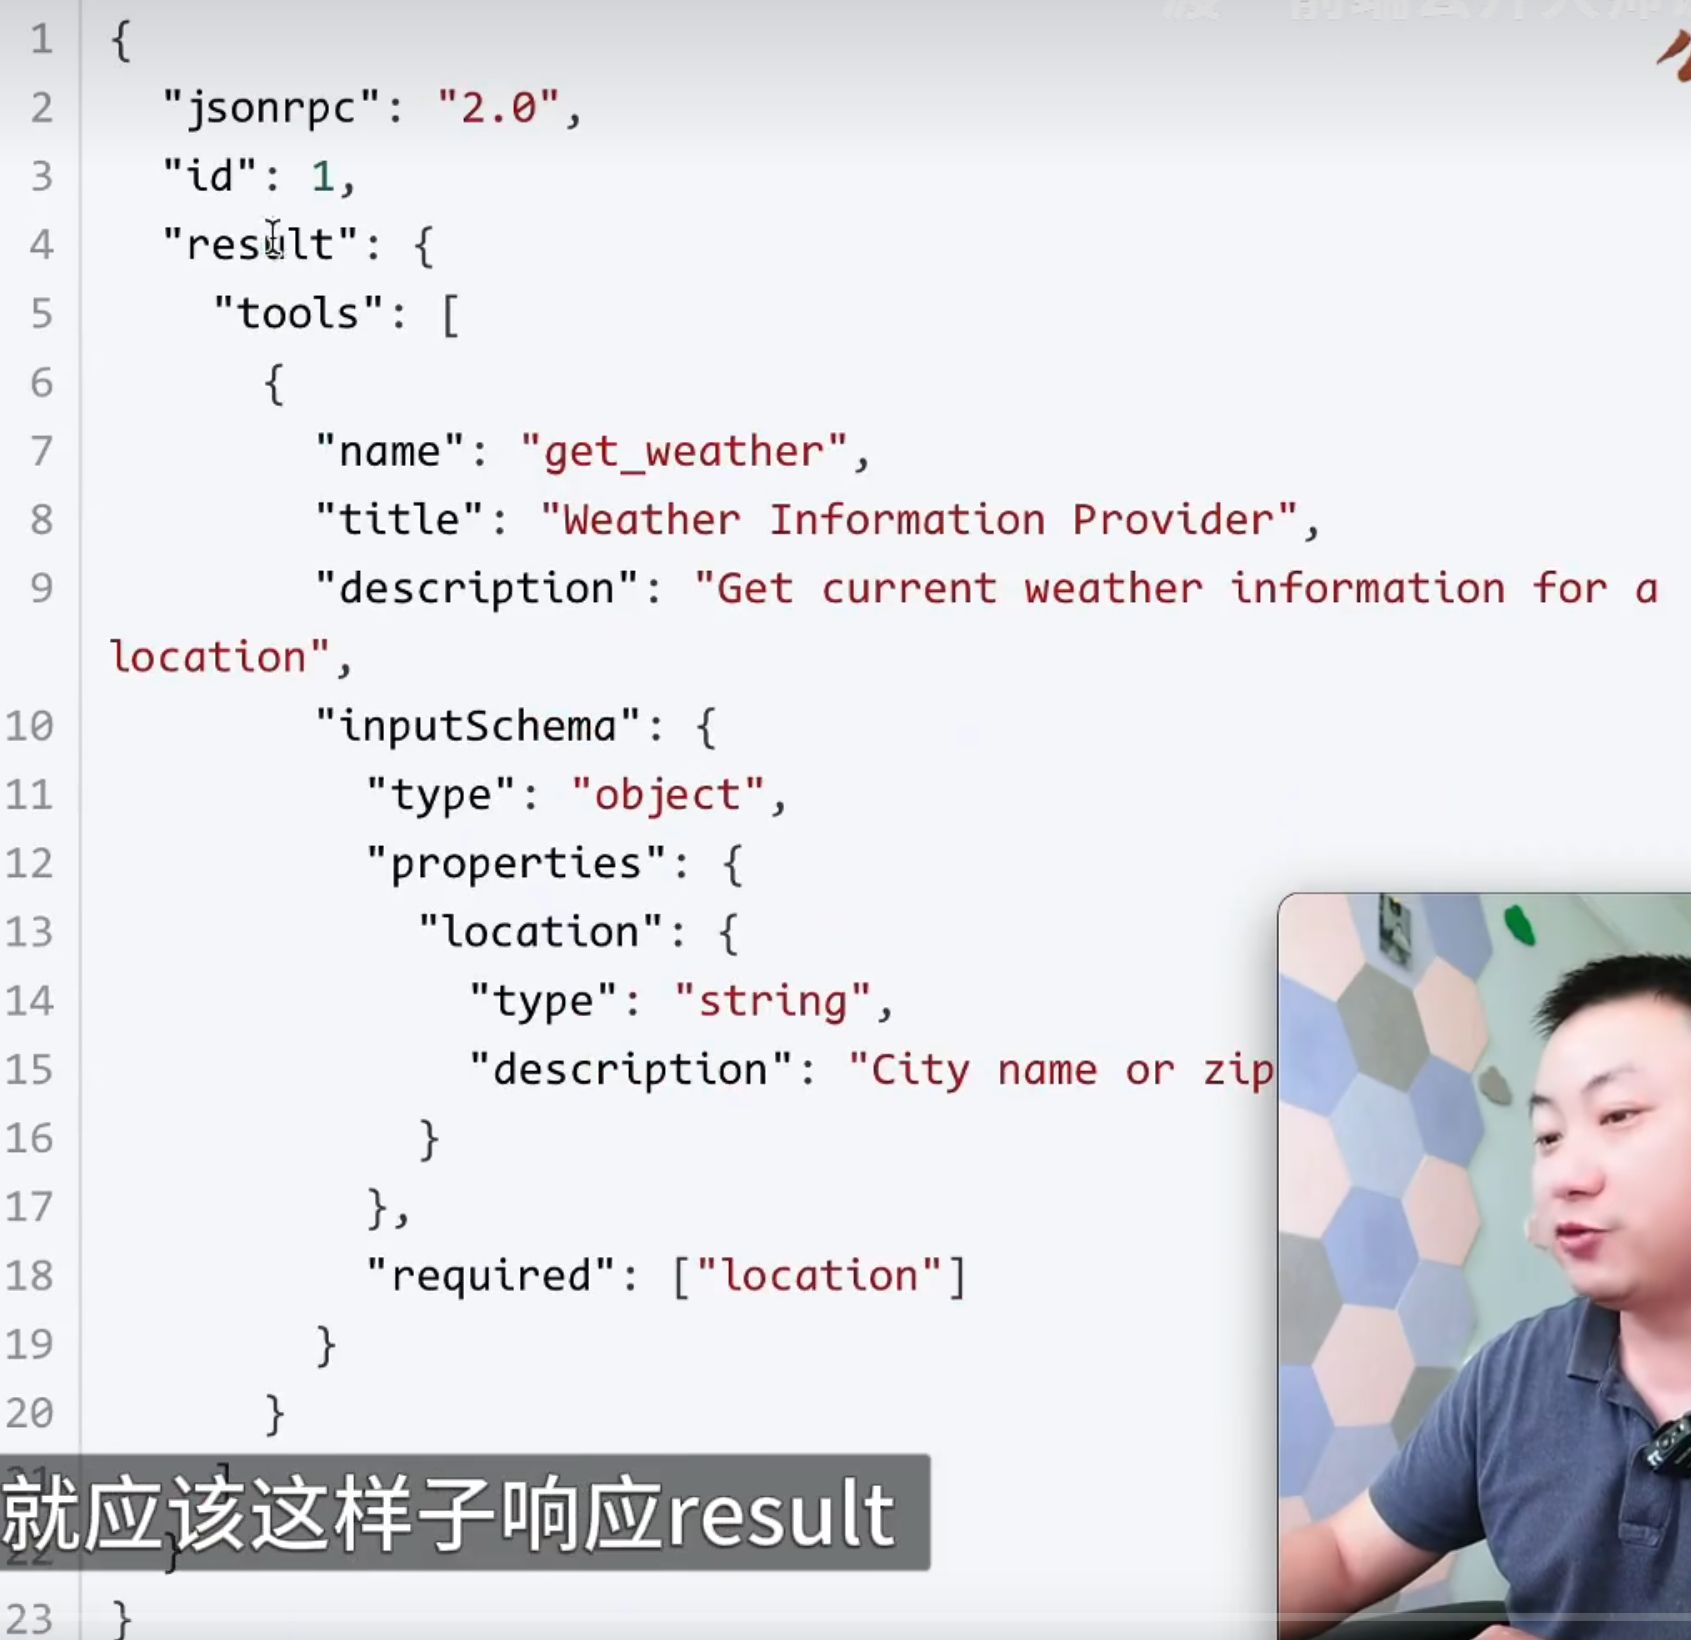 1 {
2 "jsonrpc": "2.0",
3 "id": 1,
4 "result": {
5 "tools": [
6 {
7 "name": "get_weather",
8 "title": "Weather Information Provider",
9 "description": "Get current weather information for a
location",
10 "inputSchema": {
11 "type": "object",
12 "properties": {
13 "location": {
14 "type": "string",
15 "description": "City name or zip
16 }
17 },
18 "required": ["location"]
19 }
20 }
21 ]
就应该这样子响应result
22 }
23 }